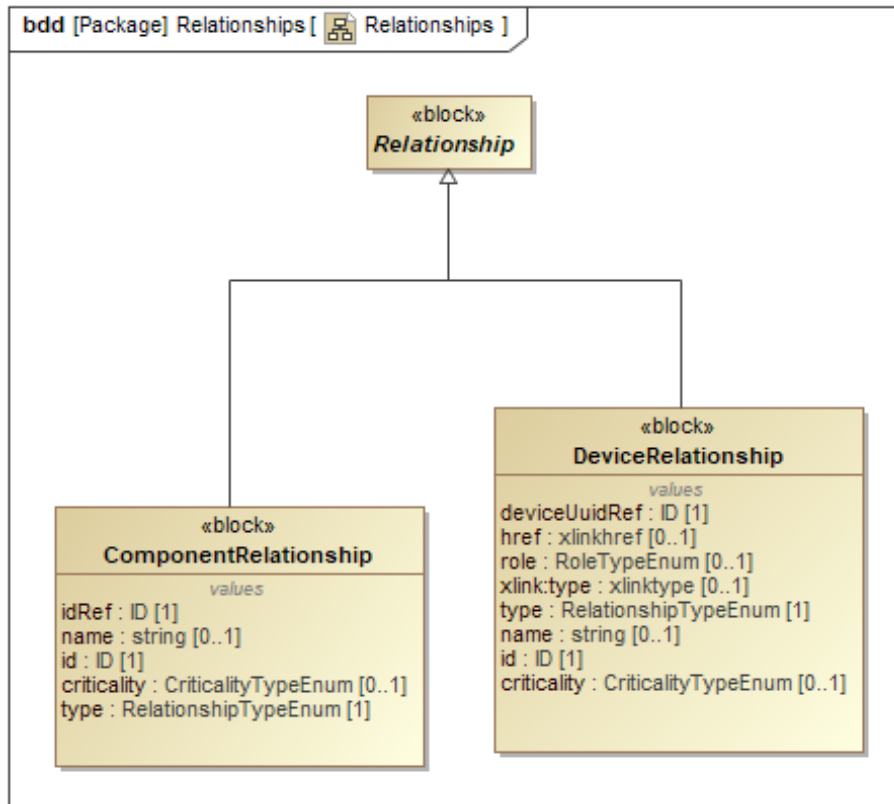 bdd [Package] Relationships [ Relationships ]
«block»
Relationship
«block»
DeviceRelationship
values
deviceUuidRef : ID [1]
href : xlinkhref [0..1]
role : RoleTypeEnum [0..1]
xlink:type : xlinktype [0..1]
type : RelationshipTypeEnum [1]
name : string [0..1]
id : ID [1]
criticality : CriticalityTypeEnum [0..1]
«block»
ComponentRelationship
values
idRef : ID [1]
name : string [0..1]
id : ID [1]
criticality : CriticalityTypeEnum [0..1]
type : RelationshipTypeEnum [1]